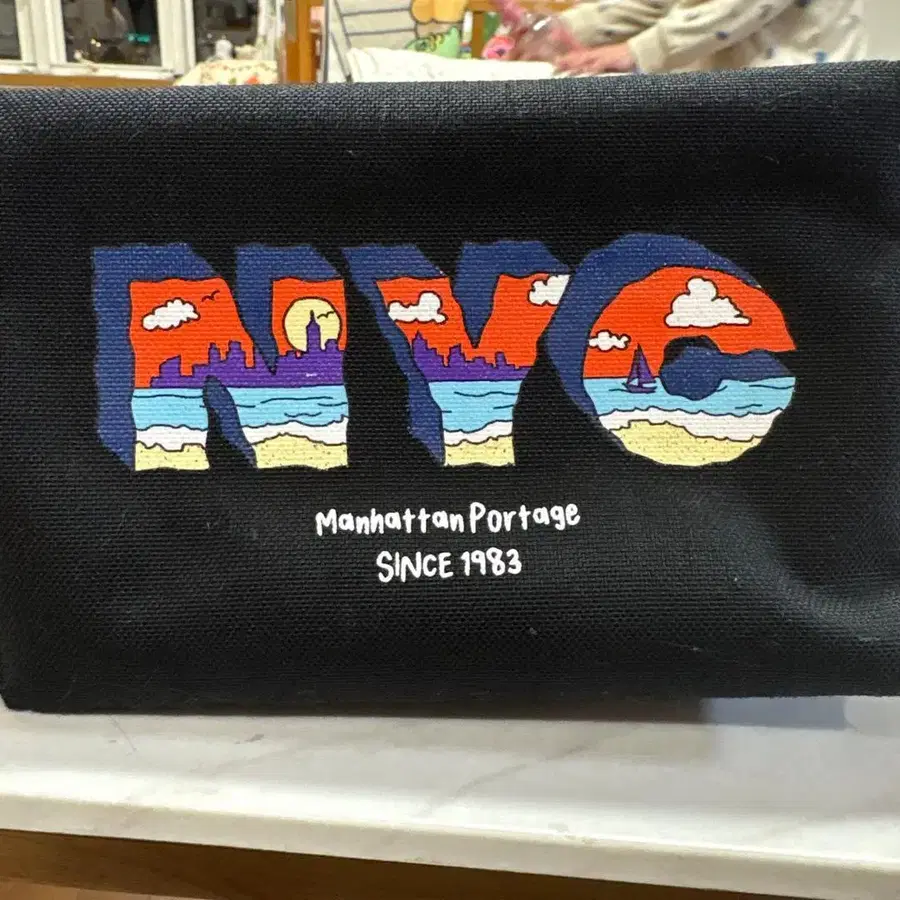 NYC
Manhattan Portage
SINCE 1983